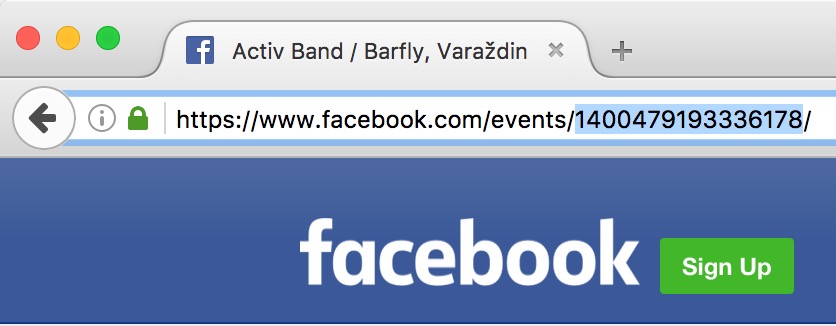 Activ Band / Barfly, Varaždin
https://www.facebook.com/events/1400479193336178/
facebook
Sign Up